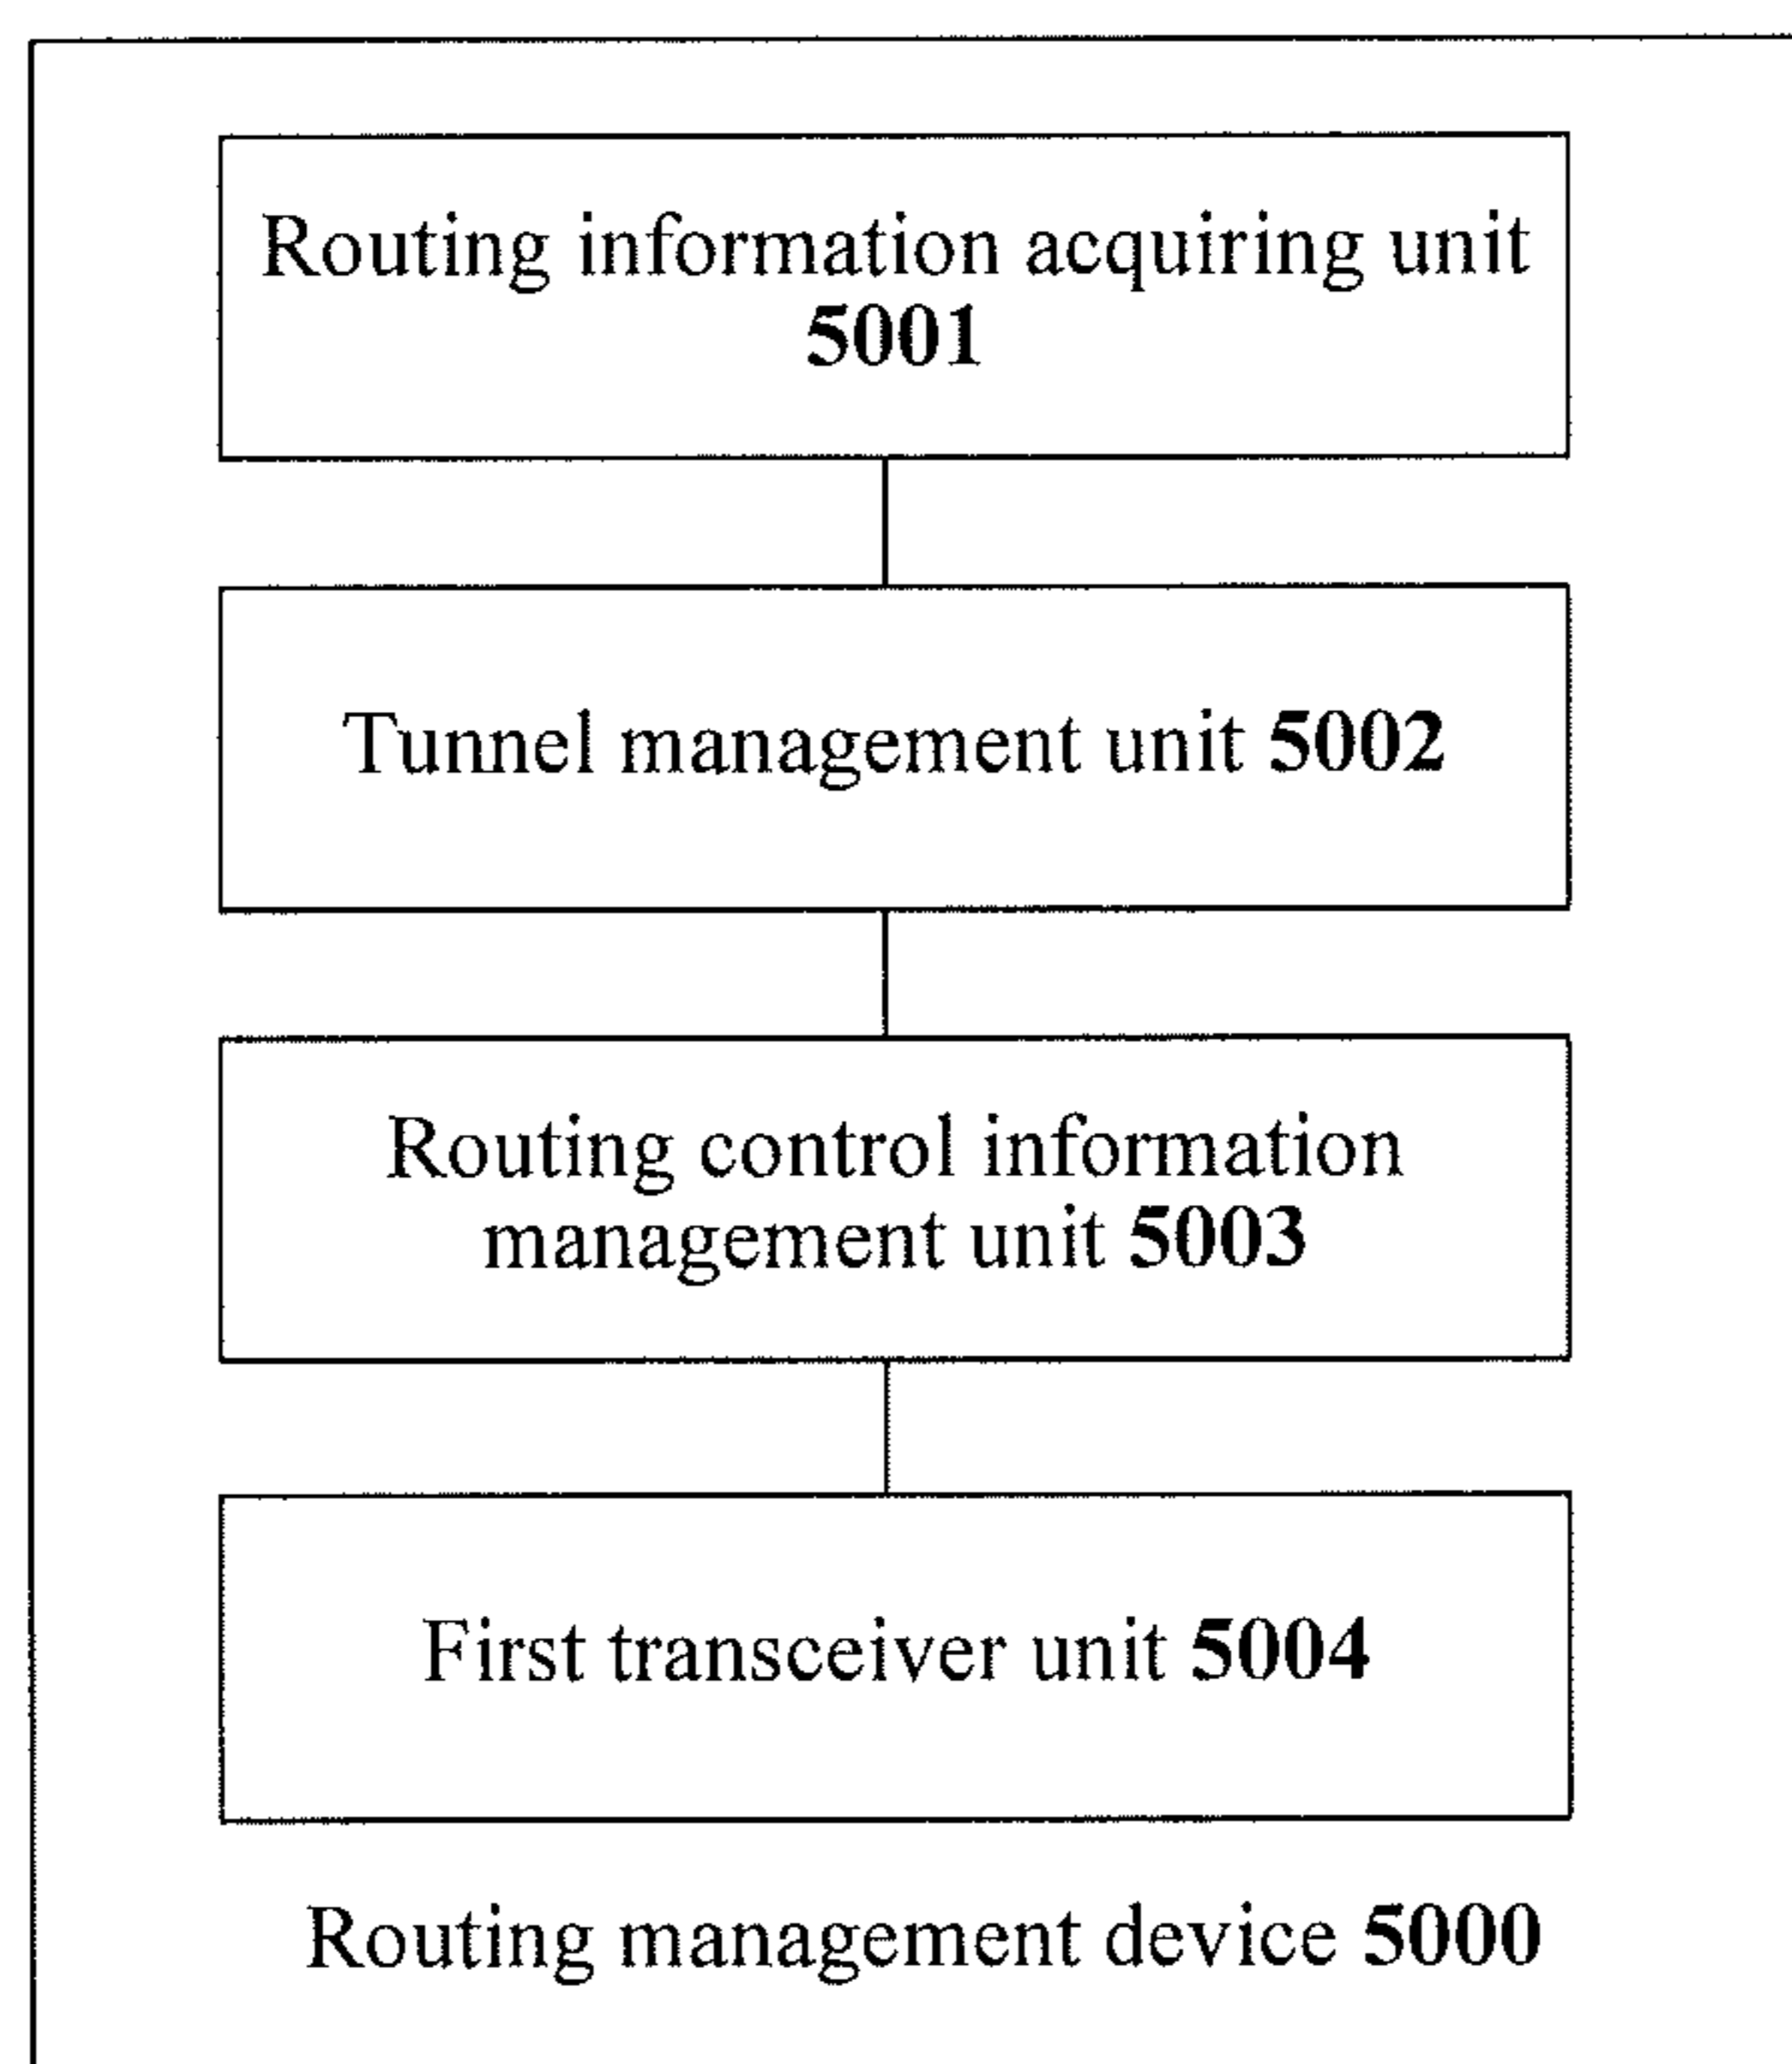 Routing information acquiring unit
5001
Tunnel management unit 5002
Routing control information
management unit 5003
First transceiver unit 5004
Routing management device 5000